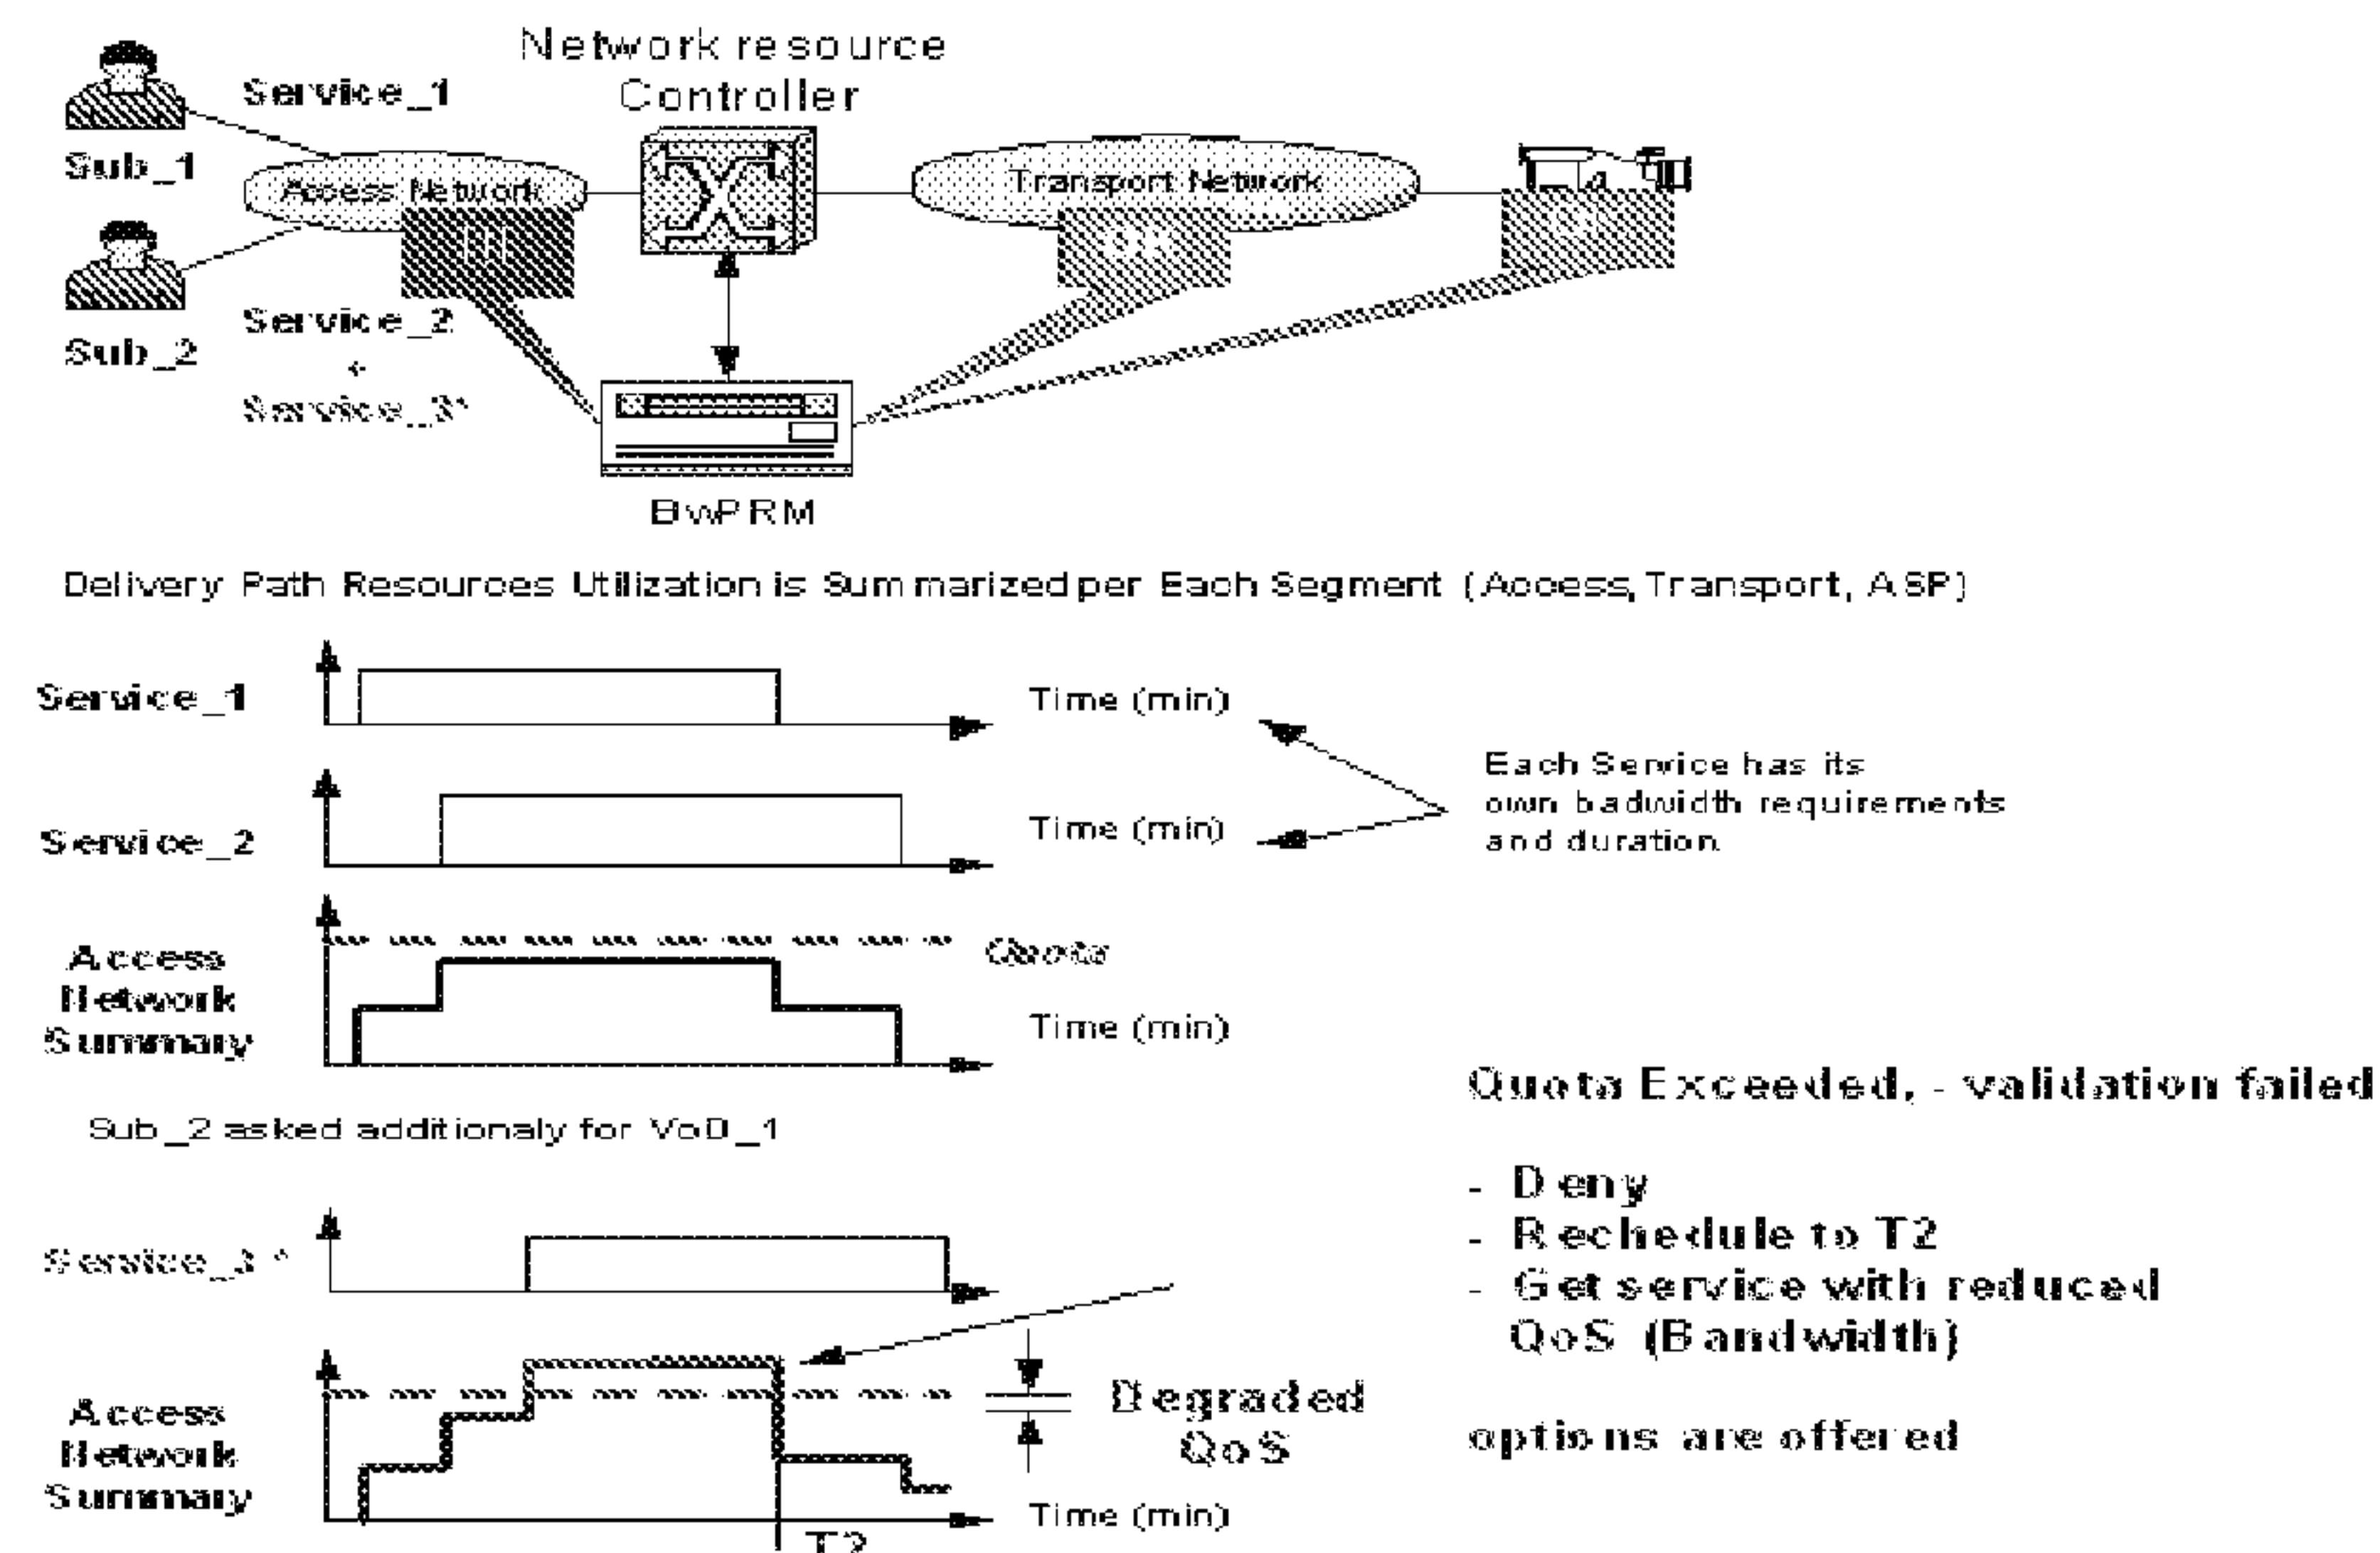 Network resource
Controller
Service_1
Sub_1
Access Network
Transport Network
OK
Service_2
+
Sub_2
Service_3*
BwPRM
Delivery Path Resources Utilization is Summarized per Each Segment (Access, Transport, ASP)
Service_1
Time (min)
Each Service has its
own badwidth requirements
and duration
Service_2
Time (min)
Quota
Access
Network
Summary
Time (min)
Quota Exceeded, - validation failed
Sub_2 asked additionaly for VoD_1
- Deny
- Rechedule to T2
- Get service with reduced
QoS (Bandwidth)
Service_3 *
Degraded
QoS
options are offered
Access
Network
Summary
Time (min)
T2